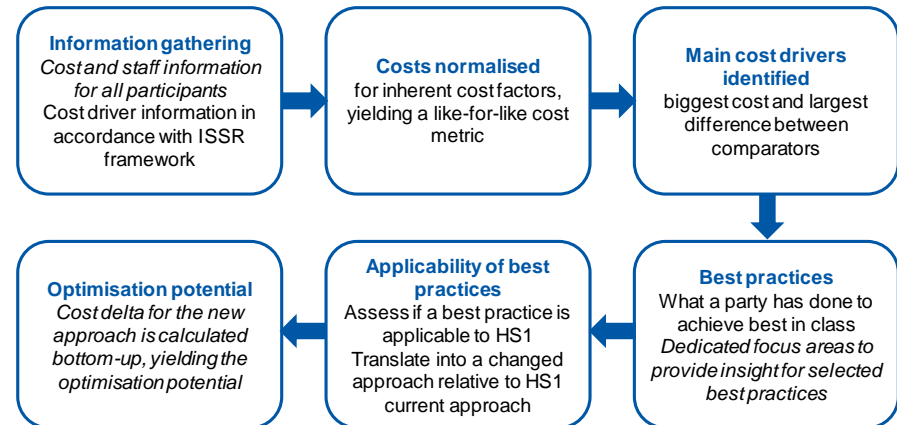 Information gathering
Cost and staff information
for all participants
Cost driver information in
accordance with ISSR
framework
Costs normalised
for inherent cost factors,
yielding a like-for-like cost
metric
Main cost drivers
identified
biggest cost and largest
difference between
comparators
Best practices
What a party has done to
achieve best in class
Dedicated focus areas to
provide insight for selected
best practices
Applicability of best
practices
Assess if a best practice is
applicable to HS1
Translate into a changed
approach relative to HS1
current approach
Optimisation potential
Cost delta for the new
approach is calculated
bottom-up, yielding the
optimisation potential